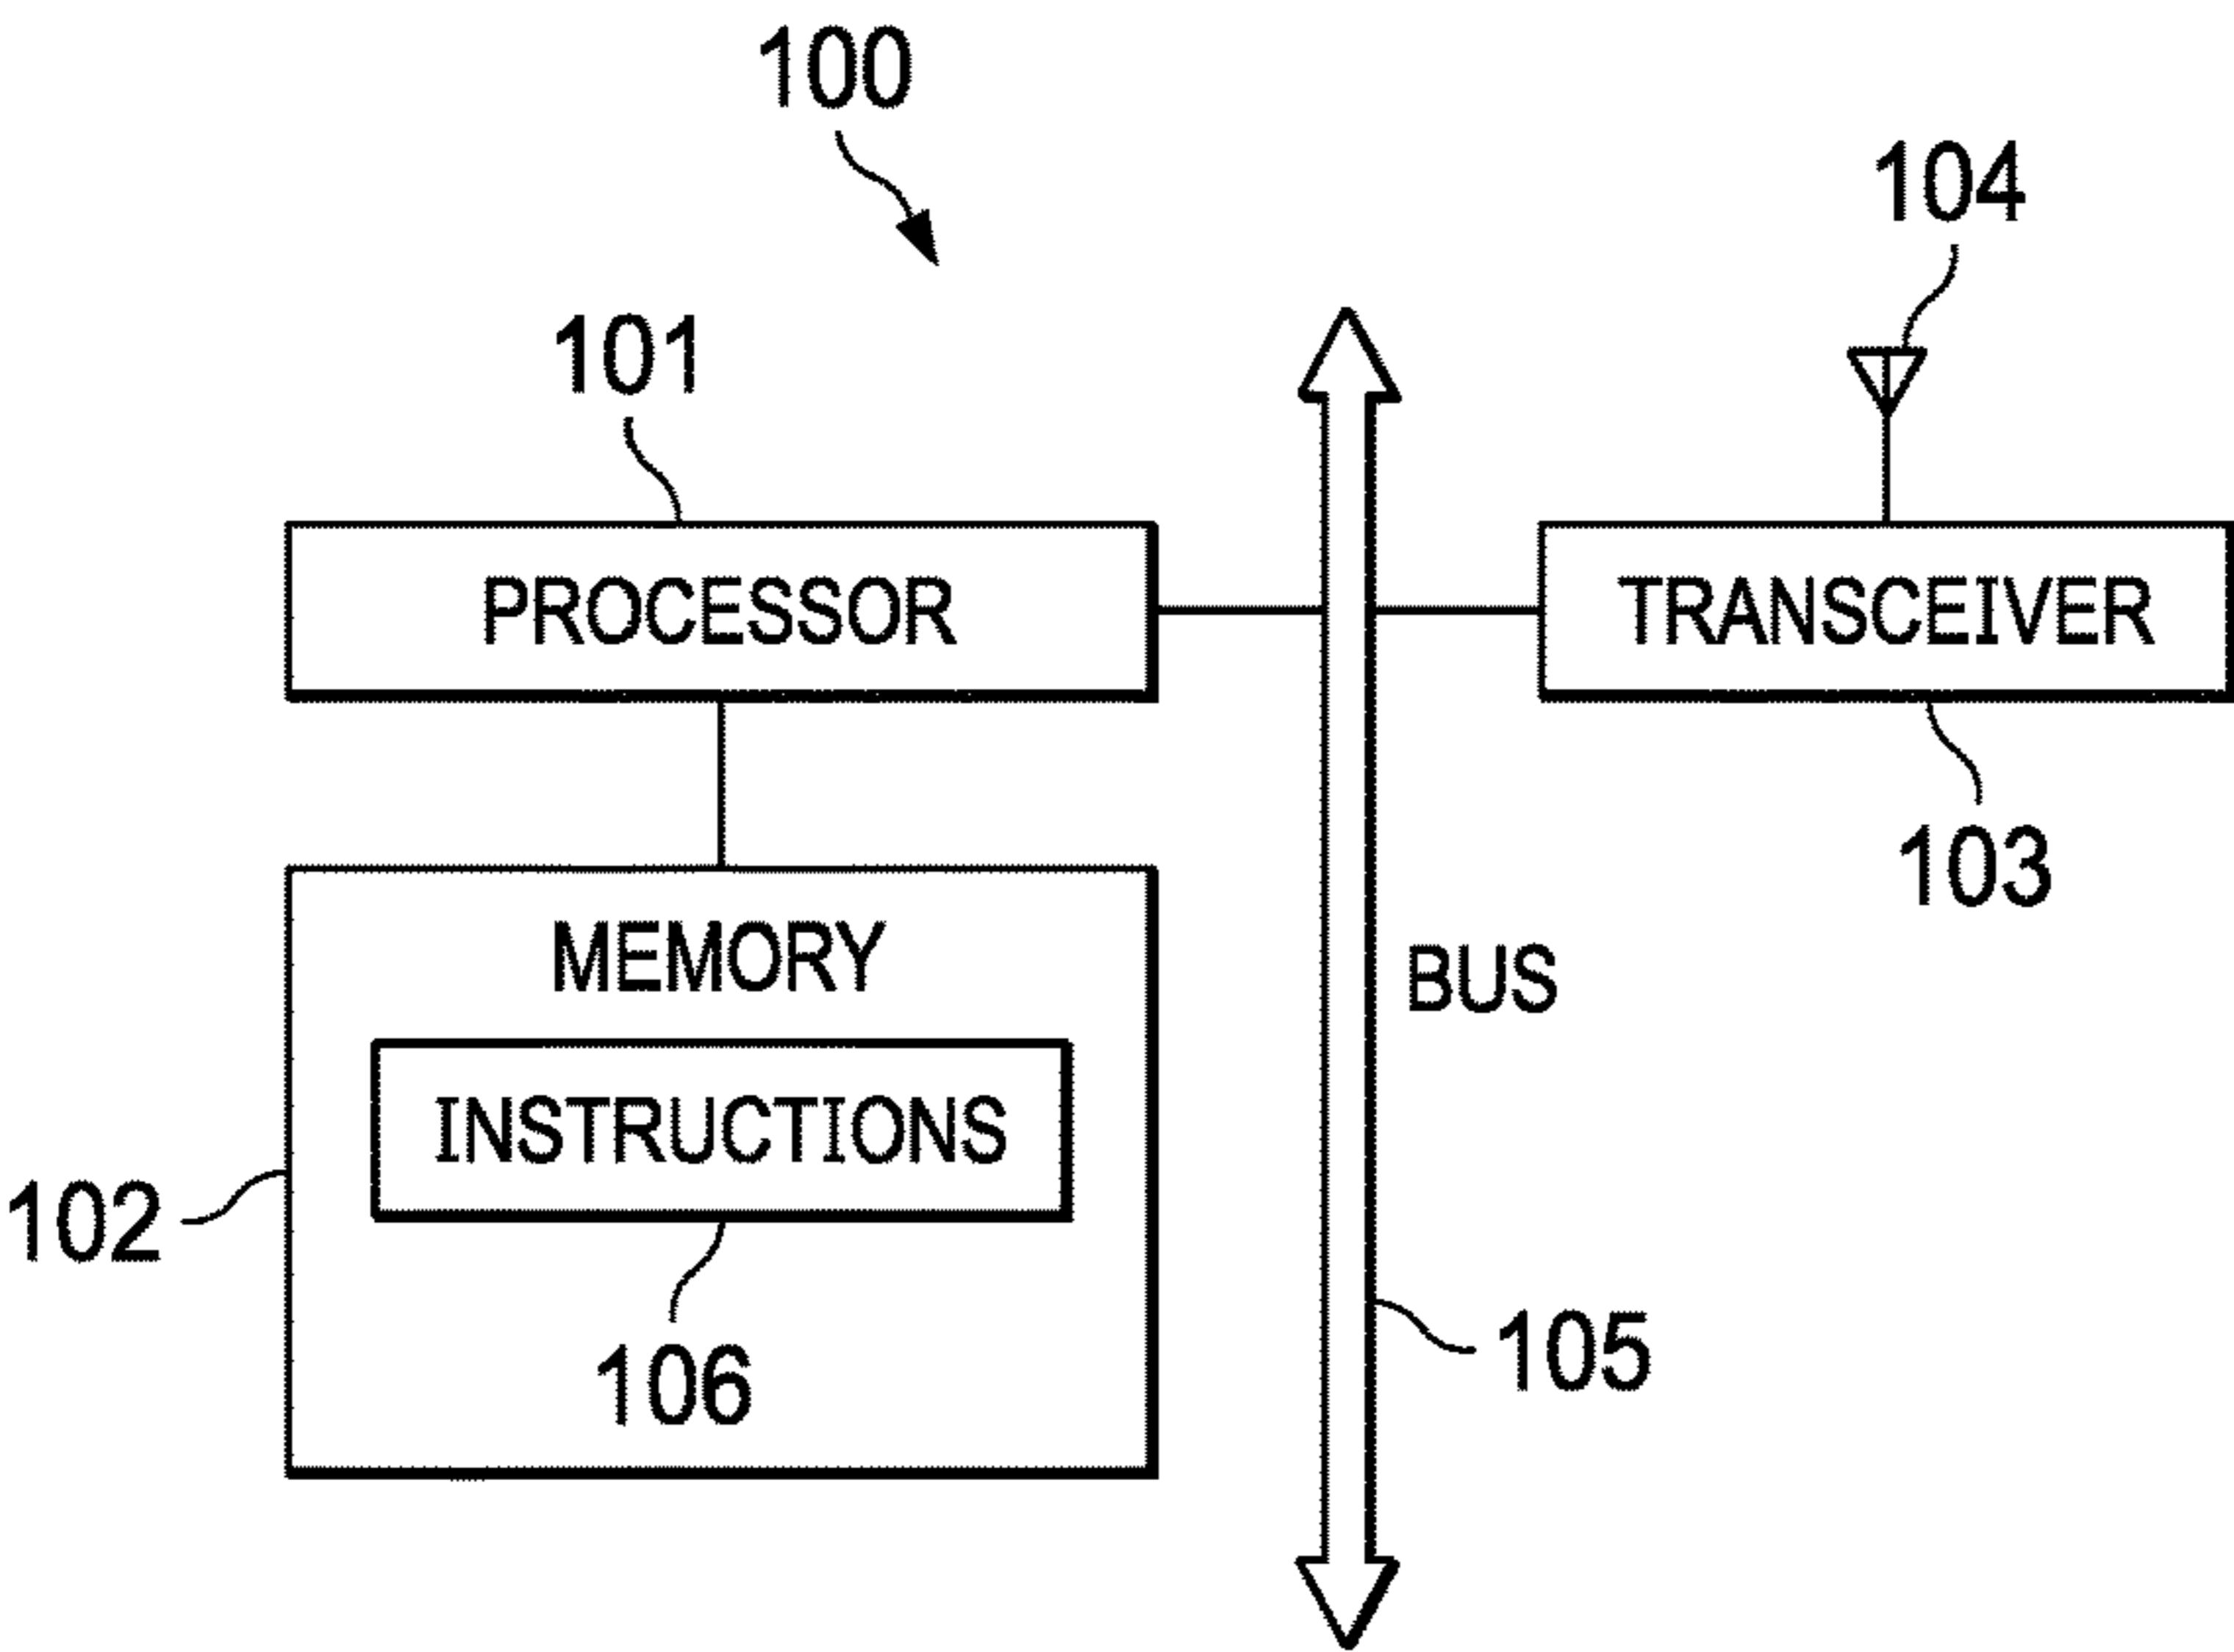 100
104
101
PROCESSOR
TRANSCEIVER
103
MEMORY
BUS
INSTRUCTIONS
102
105
106